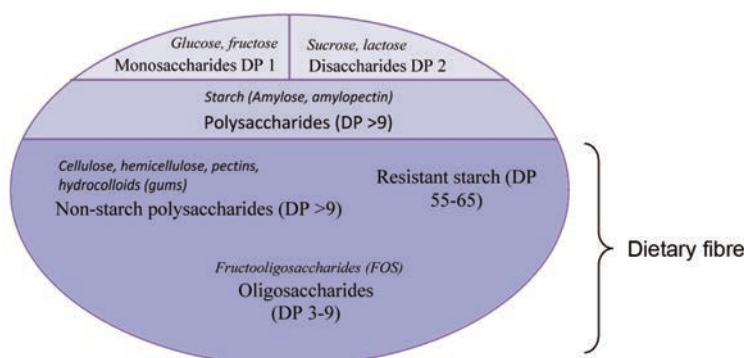 Glucose, fructose
Monosaccharides DP 1
Sucrose, lactose
Disaccharides DP 2
Starch (Amylose, amylopectin)
Polysaccharides (DP >9)
Cellulose, hemicellulose, pectins,
hydrocolloids (gums)
Non-starch polysaccharides (DP >9)
Resistant starch (DP
55-65)
Fructooligosaccharides (FOS)
Oligosaccharides
(DP 3-9)
Dietary fibre